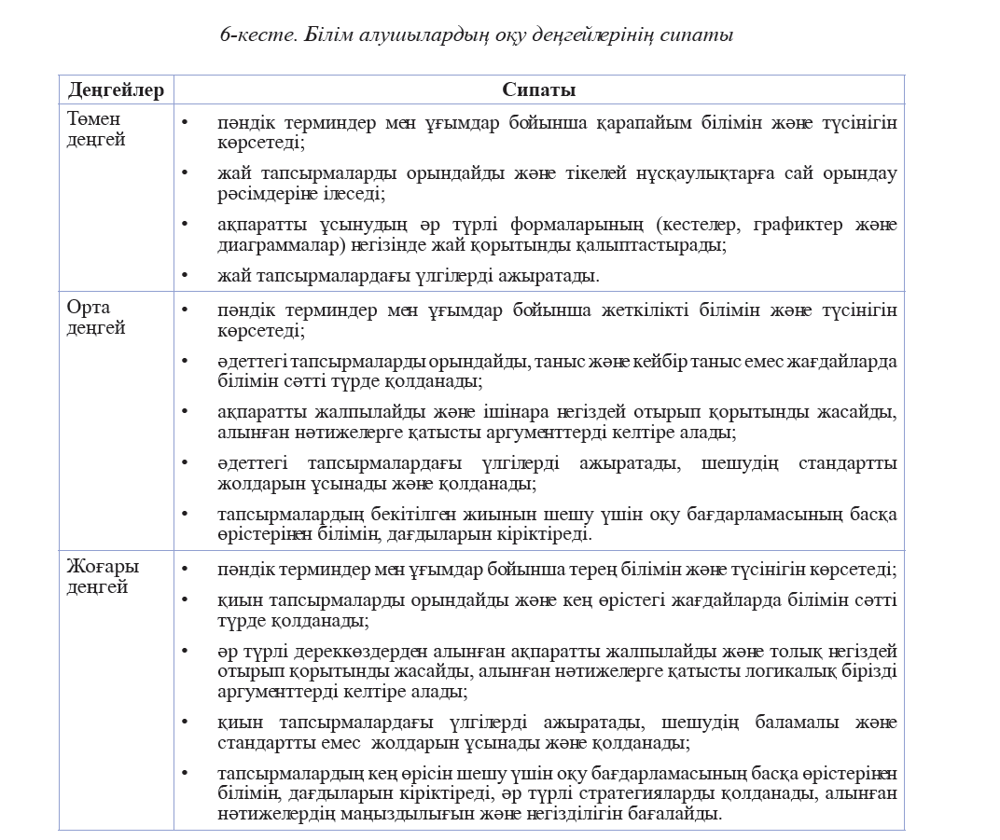 6-кесте. Білім алушылардың оқу деңгейлерінің сипаты
Деңгейлер Сипаты
Төмен деңгей
• пәндік терминдер мен ұғымдар бойынша қарапайым білімін және түсінігін
көрсетеді;
• жай тапсырмаларды орындайды және тікелей нұсқаулықтарға сай орындау
рәсімдеріне ілеседі;
• ақпаратты ұсынудың әр түрлі формаларының (кестелер, графиктер және
диаграммалар) негізінде жай қорытынды қалыптастырады;
• жай тапсырмалардағы үлгілерді ажыратады.
Орта
деңгей
• пәндік терминдер мен ұғымдар бойынша жеткілікті білімін және түсінігін
көрсетеді;
• әдеттегі тапсырмаларды орындайды, таныс және кейбір таныс емес жағдайларда
білімін сәтті түрде қолданады;
• ақпаратты жалпылайды және ішінара негіздей отырып қорытынды жасайды,
алынған нәтижелерге қатысты аргументтерді келтіре алады;
• әдеттегі тапсырмалардағы үлгілерді ажыратады, шешудің стандартты
жолдарын ұсынады және қолданады;
• тапсырмалардың бекітілген жиынын шешу үшін оқу бағдарламасының басқа
өрістерінен білімін, дағдыларын кіріктіреді.
Жоғары
деңгей
• пәндік терминдер мен ұғымдар бойынша терең білімін және түсінігін көрсетеді;
• қиын тапсырмаларды орындайды және кең өрістегі жағдайларда білімін сәтті
түрде қолданады;
• әр түрлі дереккөздерден алынған ақпаратты жалпылайды және толық негіздей
отырып қорытынды жасайды, алынған нәтижелерге қатысты логикалық бірізді
аргументтерді келтіре алады;
• қиын тапсырмалардағы үлгілерді ажыратады, шешудің баламалы және
стандартты емес жолдарын ұсынады және қолданады;
• тапсырмалардың кең өрісін шешу үшін оқу бағдарламасының басқа өрістерінен
білімін, дағдыларын кіріктіреді, әр түрлі стратегияларды қолданады, алынған
нәтижелердің маңыздылығын және негізділігін бағалайды.